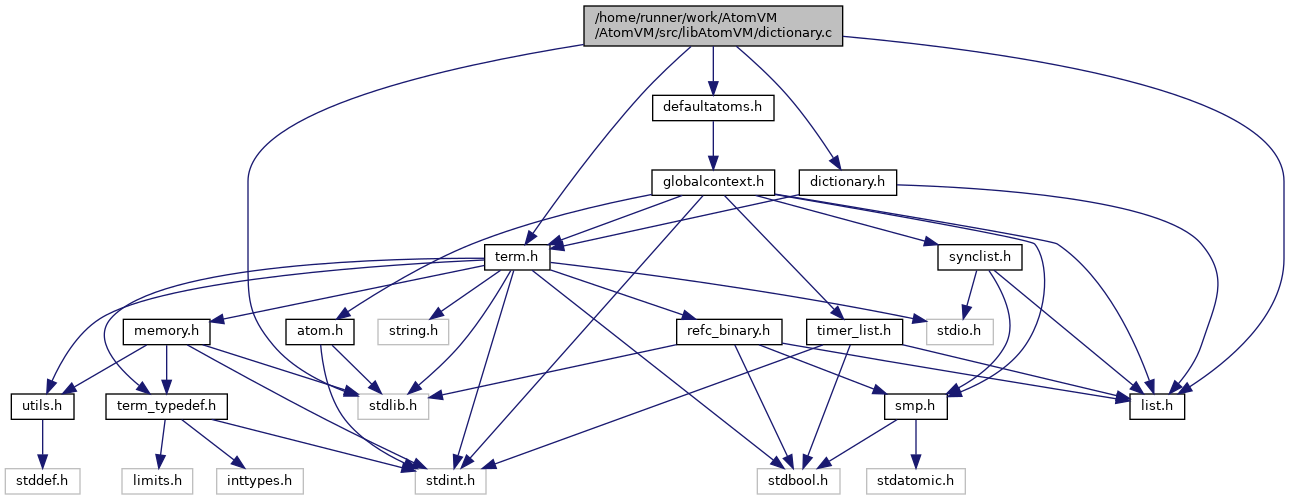 /home/runner/work/AtomVM
/AtomVM/src/libAtomVM/dictionary.c
defaultatoms.h
globalcontext.h
dictionary.h
term.h
synclist.h
memory.h
atom.h
string.h
refc_binary.h
timer_list.h
stdio.h
utils.h
term_typedef.h
stdlib.h
smp.h
list.h
stddef.h
limits.h
inttypes.h
stdint.h
stdbool.h
stdatomic.h